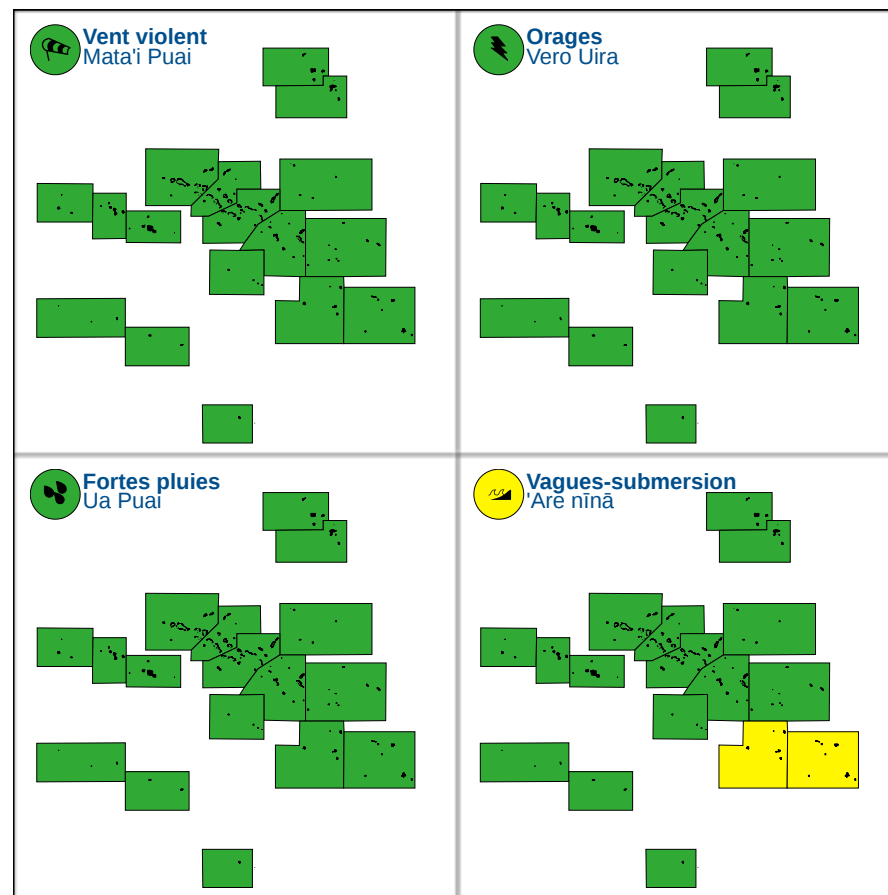 Vent violent
Mata'i Puai
Orages
Vero Uira
Fortes pluies
Ua Puai
Vagues-submersion
'Are nīnā